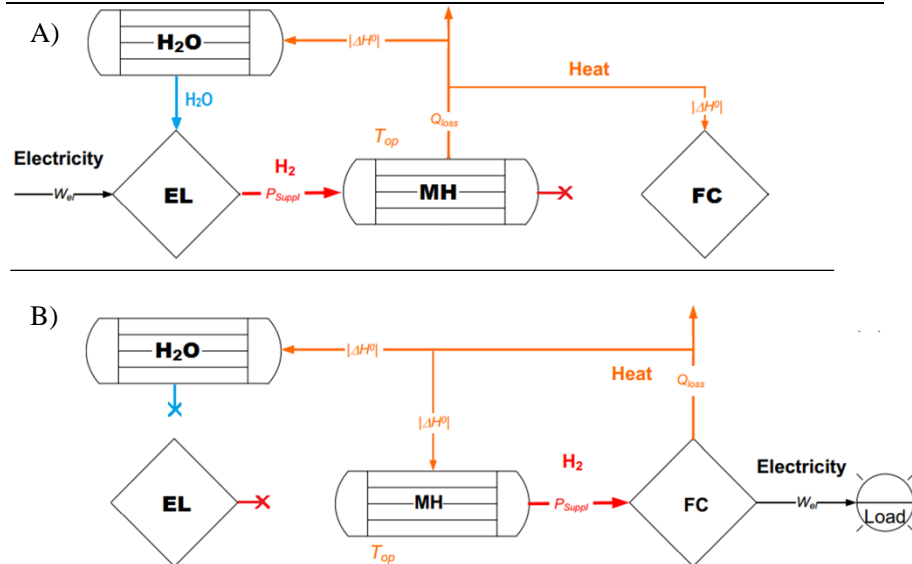 A)
H₂O
|ΔH⁰|
Heat
H₂O
|ΔH⁰|
Q_loss
T_op
Electricity
H₂
W_el
EL
P_Suppl
MH
FC
B)
H₂O
|ΔH⁰|
Heat
Q_loss
|ΔH⁰|
H₂
Electricity
EL
MH
P_Suppl
FC
W_el
Load
T_op